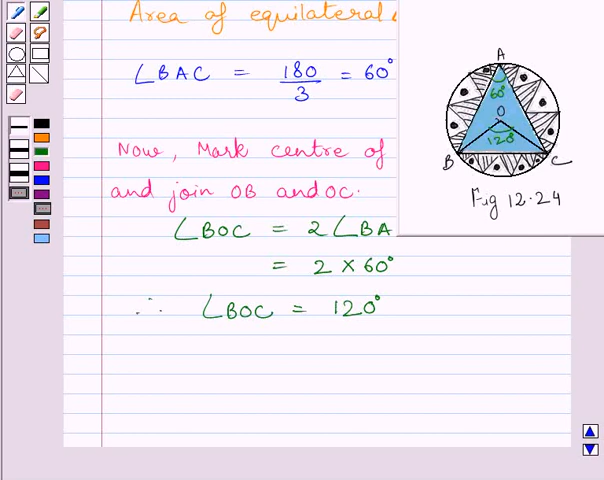 Area of equilateral
∠BAC = 180/3 = 60°
Now, Mark centre of
and join OB and OC.
∠BOC = 2∠BA
= 2 × 60°
∴ ∠BOC = 120°
A
60°
O
120°
B
C
Fig 12.24